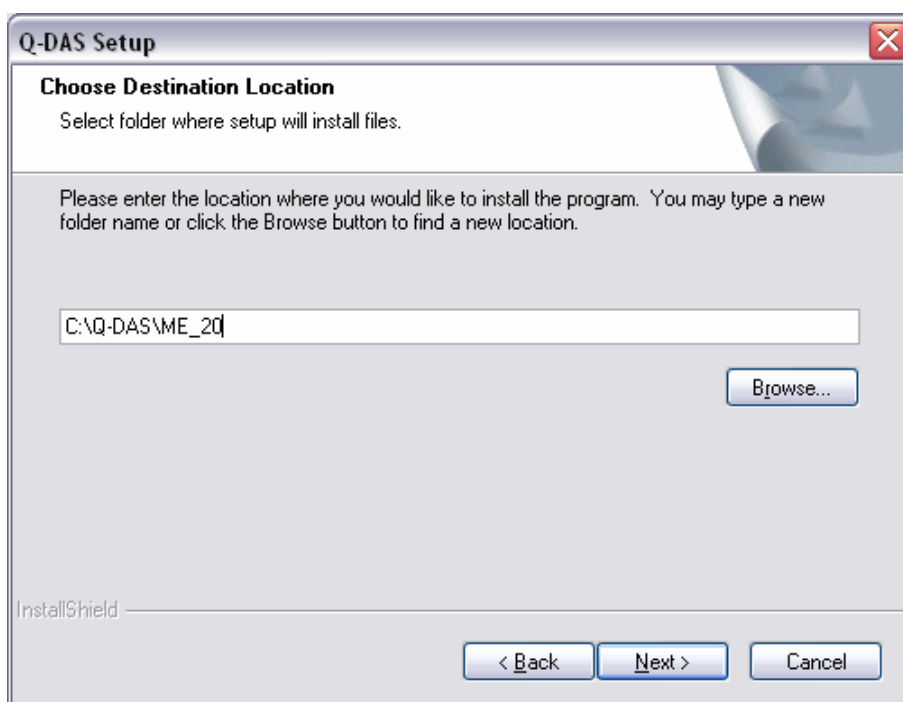 Q-DAS Setup
Choose Destination Location
Select folder where setup will install files.
Please enter the location where you would like to install the program.  You may type a new
folder name or click the Browse button to find a new location.
C:\Q-DAS\ME_20
Browse...
InstallShield
< Back
Next >
Cancel